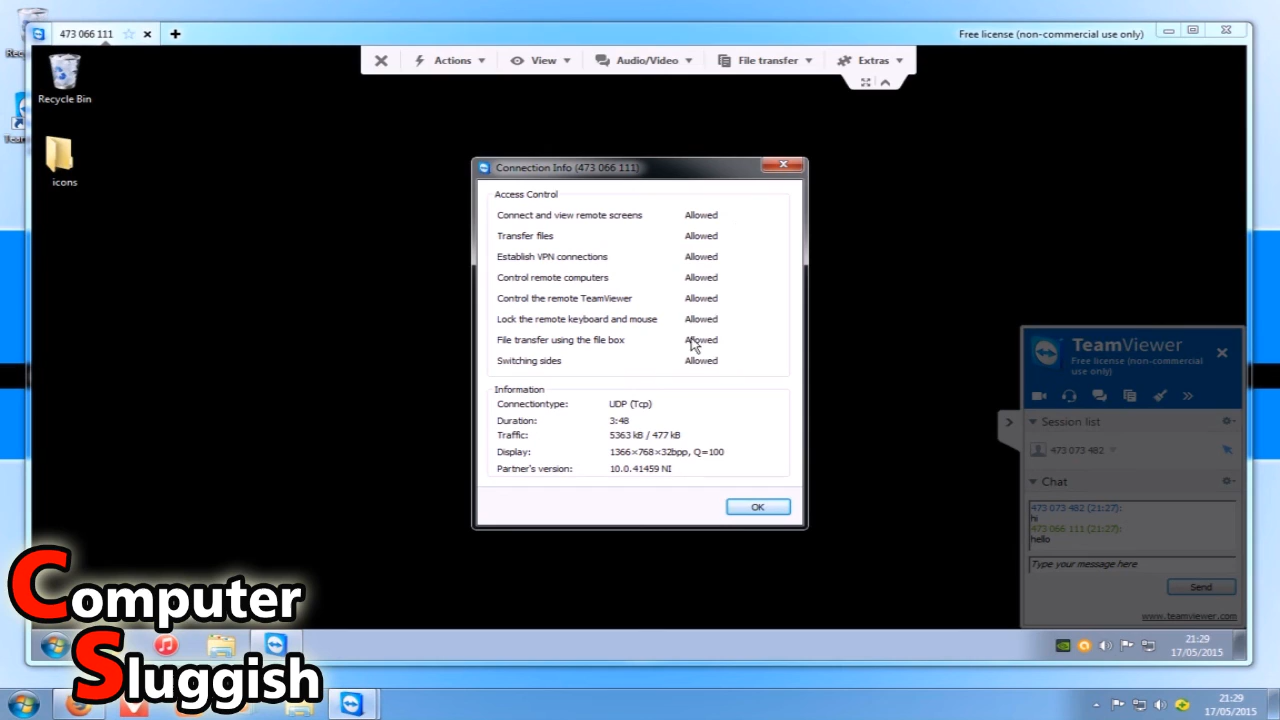 473 066 111
Free license (non-commercial use only)
Actions
View
Audio/Video
File transfer
Extras
Recycle Bin
icons
Connection Info (473 066 111)
Access Control
Connect and view remote screens Allowed
Transfer files Allowed
Establish VPN connections Allowed
Control remote computers Allowed
Control the remote TeamViewer Allowed
Lock the remote keyboard and mouse Allowed
File transfer using the file box Allowed
Switching sides Allowed
Information
Connectiontype: UDP (Tcp)
Duration: 3:48
Traffic: 5363 kB / 477 kB
Display: 1366×768×32bpp, Q=100
Partner's version: 10.0.41459 NI
OK
TeamViewer
Free license (non-commercial
use only)
Session list
473 073 482
Chat
473 073 482 (21:27):
hi
473 066 111 (21:27):
hello
Type your message here
Send
www.teamviewer.com
21:29
17/05/2015
Computer
Sluggish
21:29
17/05/2015